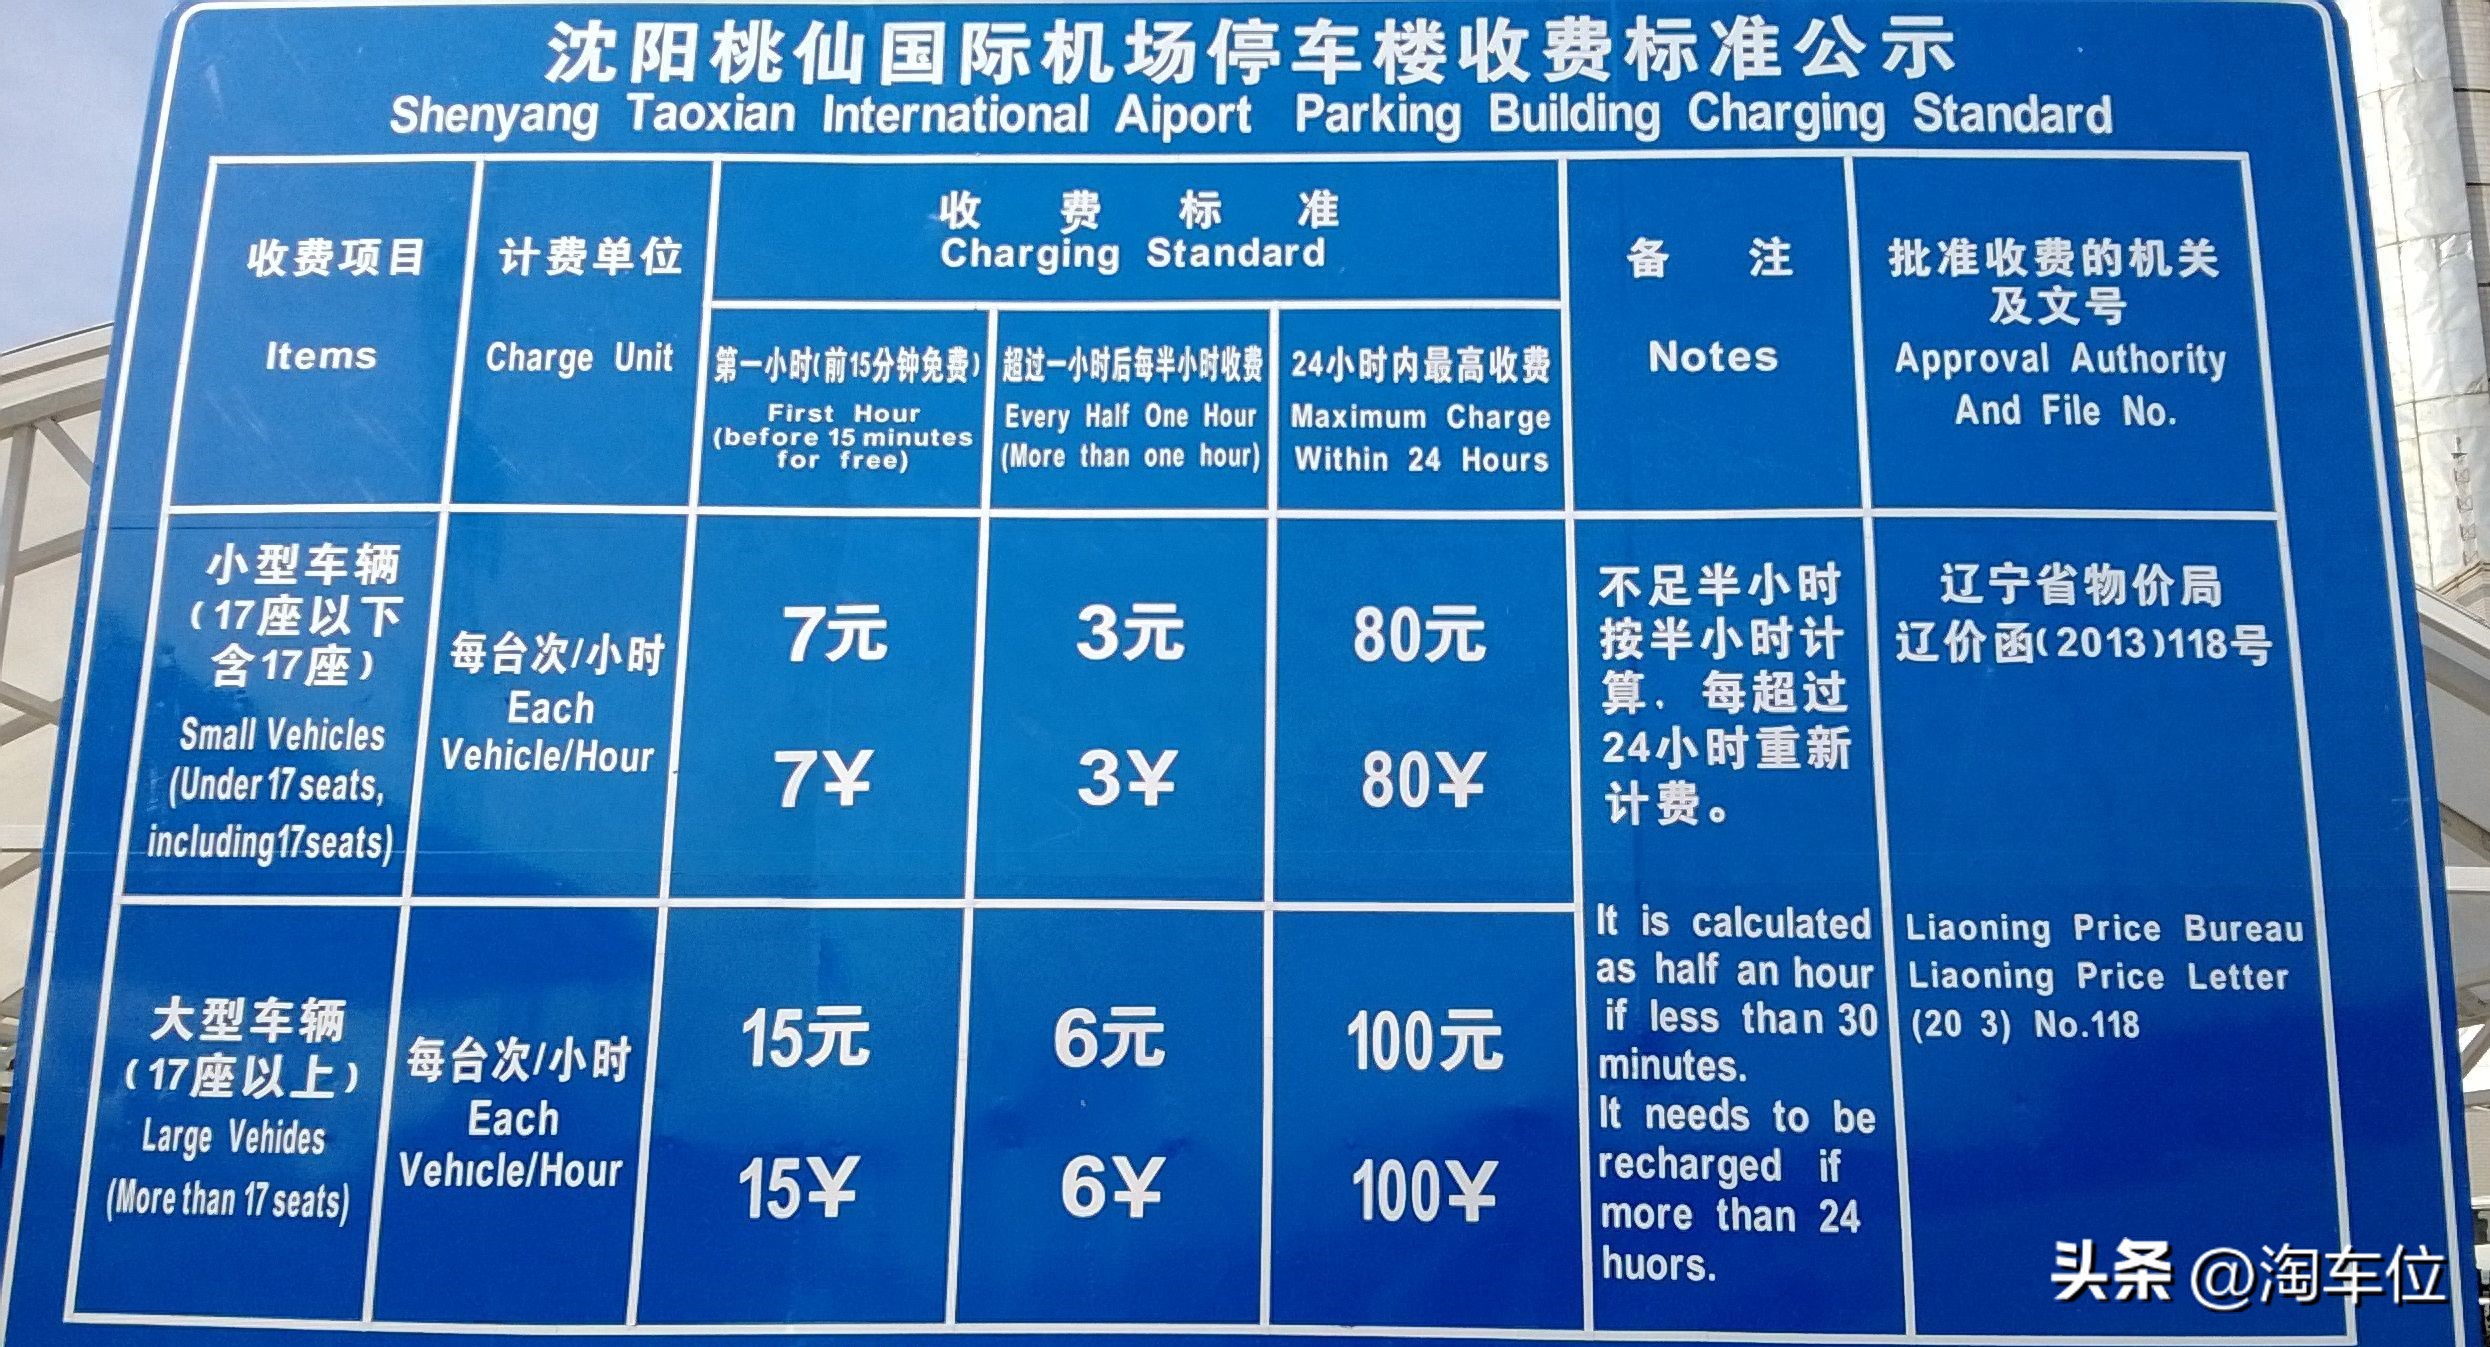 沈阳桃仙国际机场停车楼收费标准公示
Shenyang Taoxian International Aiport Parking Building Charging Standard
收费项目
Items
计费单位
Charge Unit
收费标准
Charging Standard
第一小时(前15分钟免费)
First Hour
(before 15 minutes
for free)
超过一小时后每半小时收费
Every Half One Hour
(More than one hour)
24小时内最高收费
Maximum Charge
Within 24 Hours
备注
Notes
批准收费的机关
及文号
Approval Authority
And File No.
小型车辆
(17座以下
含17座)
Small Vehicles
(Under 17 seats,
including17seats)
每台次/小时
Each
Vehicle/Hour
7元
7¥
3元
3¥
80元
80¥
大型车辆
(17座以上)
Large Vehides
(More than 17 seats)
每台次/小时
Each
Vehicle/Hour
15元
15¥
6元
6¥
100元
100¥
不足半小时
按半小时计
算. 每超过
24小时重新
计费。
It is calculated
as half an hour
if less than 30
minutes.
It needs to be
recharged if
more than 24
huors.
辽宁省物价局
辽价函(2013)118号
Liaoning Price Bureau
Liaoning Price Letter
(20 3) No.118
头条 @淘车位